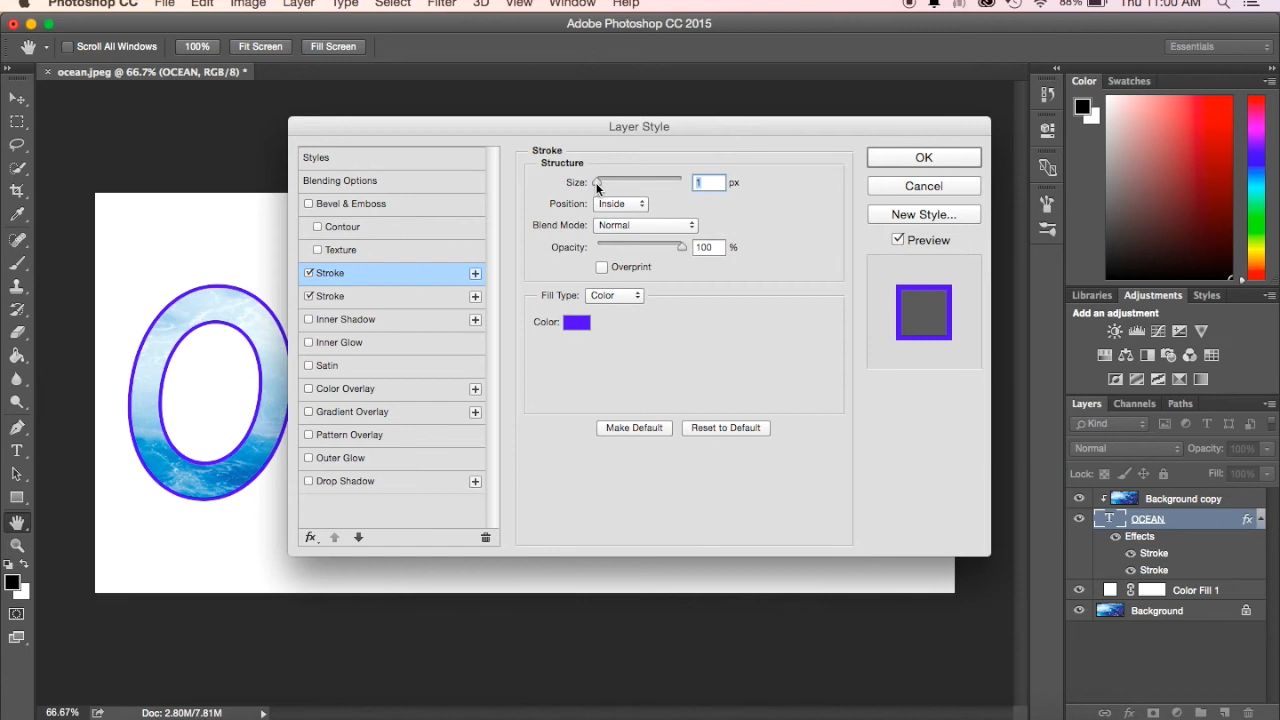 Photoshop CC File Edit Image Layer Type Select Filter 3D View Window Help 88% Thu 11:00 AM
Adobe Photoshop CC 2015
Scroll All Windows 100% Fit Screen Fill Screen Essentials
× ocean.jpeg @ 66.7% (OCEAN, RGB/8) *
Layer Style
Styles
Blending Options
Bevel & Emboss
Contour
Texture
Stroke
Stroke
Inner Shadow
Inner Glow
Satin
Color Overlay
Gradient Overlay
Pattern Overlay
Outer Glow
Drop Shadow
fx
Stroke
Structure
Size: 1 px
Position: Inside
Blend Mode: Normal
Opacity: 100 %
Overprint
Fill Type: Color
Color:
Make Default Reset to Default
OK
Cancel
New Style...
Preview
O
Color Swatches
Libraries Adjustments Styles
Add an adjustment
Layers Channels Paths
Kind
Normal Opacity: 100%
Lock: Fill: 100%
Background copy
T OCEAN fx
Effects
Stroke
Stroke
Color Fill 1
Background
66.67% Doc: 2.80M/7.81M
fx